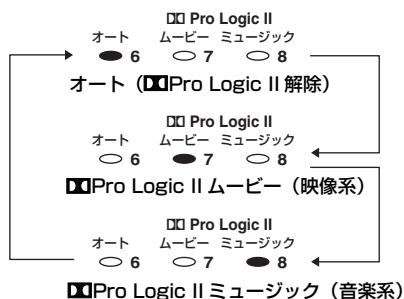 DD Pro Logic II
オート ムービー ミュージック
6 7 8
オート（DDPro Logic II 解除）
DD Pro Logic II
オート ムービー ミュージック
6 7 8
DDPro Logic II ムービー（映像系）
DD Pro Logic II
オート ムービー ミュージック
6 7 8
DDPro Logic II ミュージック（音楽系）